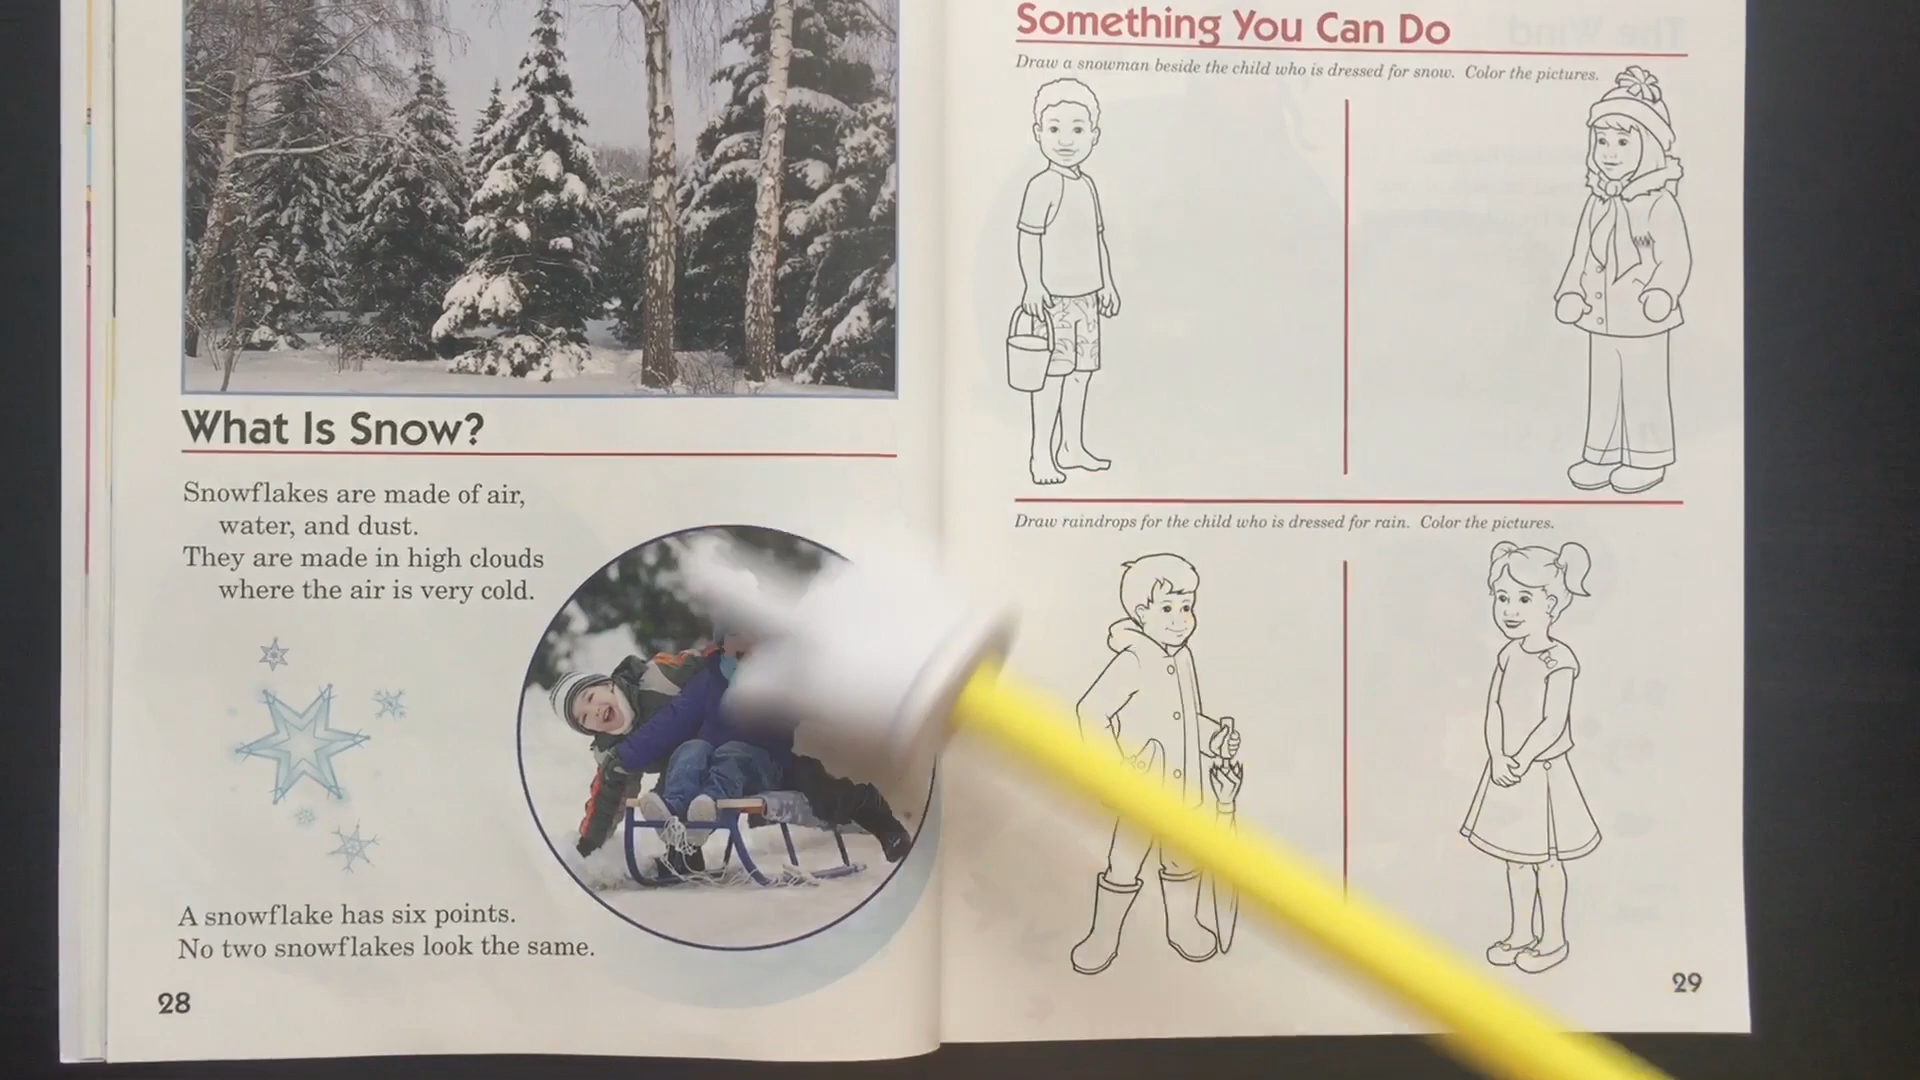 What Is Snow?
Snowflakes are made of air,
water, and dust.
They are made in high clouds
where the air is very cold.
A snowflake has six points.
No two snowflakes look the same.
28
Something You Can Do
Draw a snowman beside the child who is dressed for snow. Color the pictures.
Draw raindrops for the child who is dressed for rain. Color the pictures.
29
The Wind